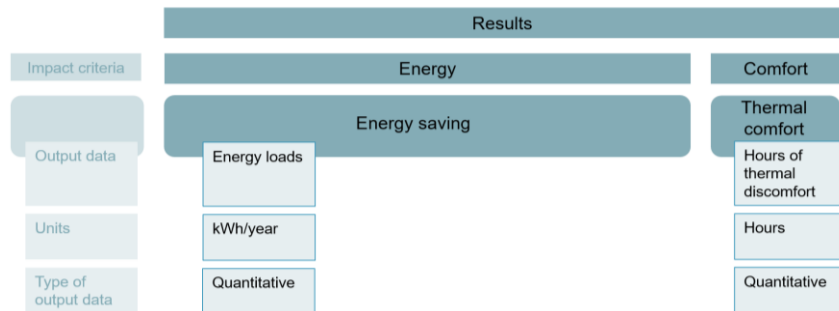 Results
Impact criteria
Energy
Comfort
Energy saving
Thermal
comfort
Output data
Energy loads
Hours of
thermal
discomfort
Units
kWh/year
Hours
Type of
output data
Quantitative
Quantitative